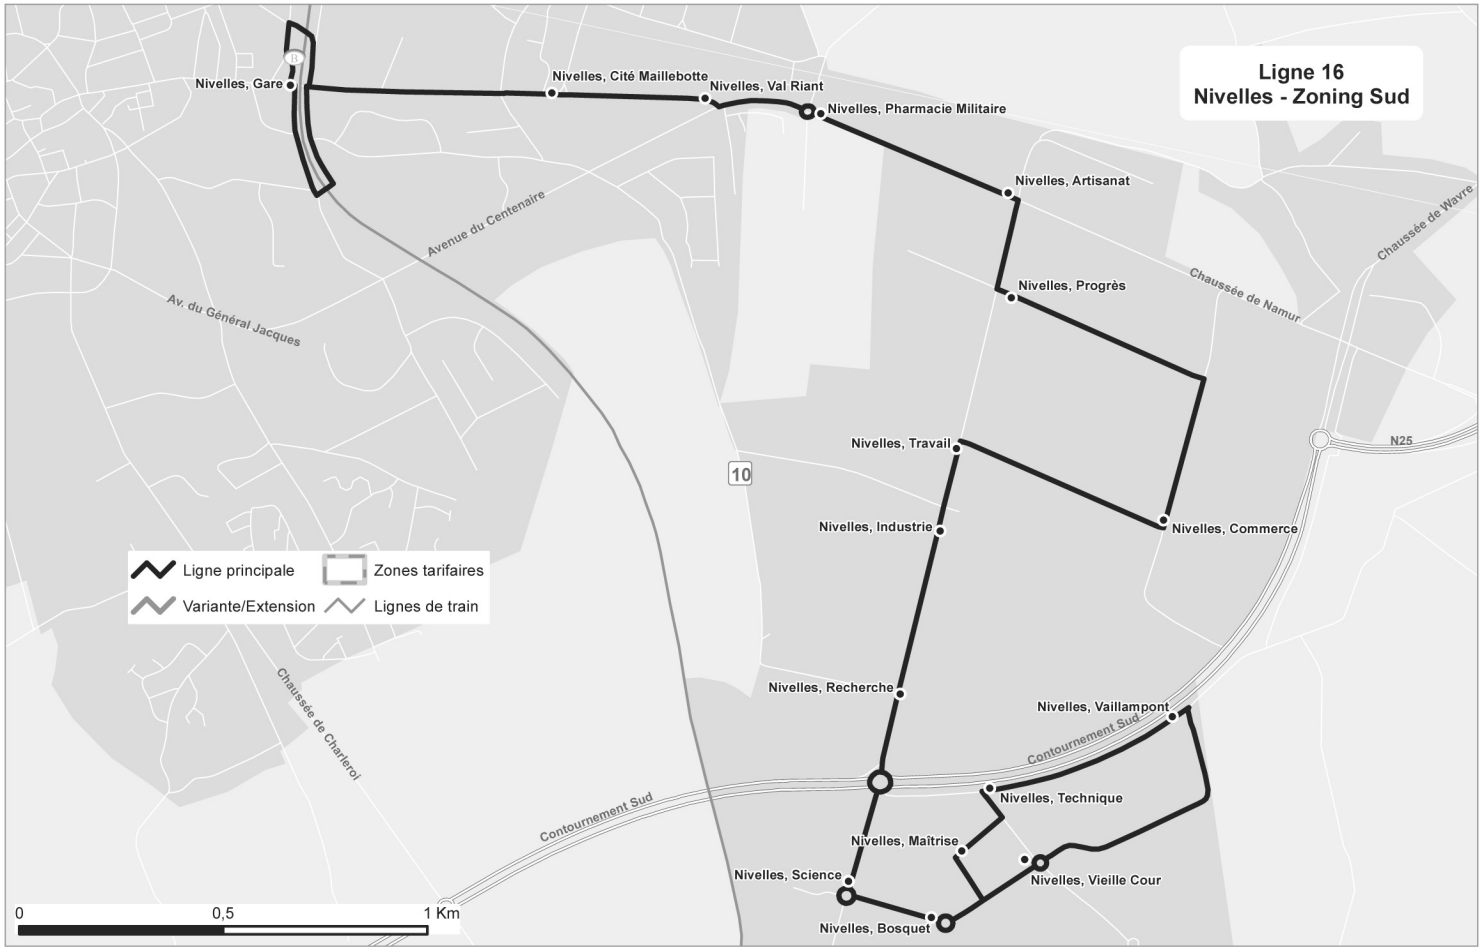 Ligne 16
Nivelles - Zoning Sud
B
Nivelles, Gare
Nivelles, Cité Maillebotte
Nivelles, Val Riant
Nivelles, Pharmacie Militaire
Nivelles, Artisanat
Chaussée de Wavre
Avenue du Centenaire
Nivelles, Progrès
Chaussée de Namur
Av. du Général Jacques
Nivelles, Travail
N25
10
Nivelles, Industrie
Nivelles, Commerce
Ligne principale
Zones tarifaires
Variante/Extension
Lignes de train
Nivelles, Recherche
Nivelles, Vaillampont
Chaussée de Charleroi
Contournement Sud
Contournement Sud
Nivelles, Technique
Nivelles, Maîtrise
Nivelles, Science
Nivelles, Vieille Cour
Nivelles, Bosquet
0 0,5 1 Km